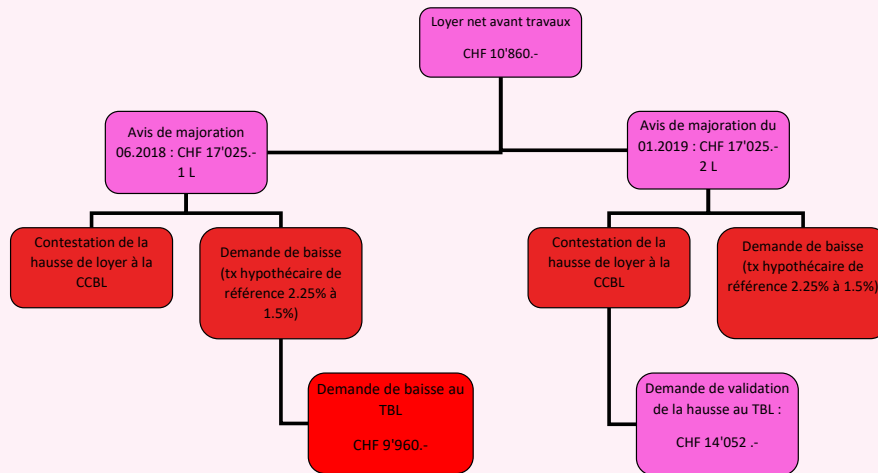 Loyer net avant travaux
CHF 10'860.-
Avis de majoration
06.2018 : CHF 17'025.-
1 L
Avis de majoration du
01.2019 : CHF 17'025.-
2 L
Contestation de la
hausse de loyer à la
CCBL
Demande de baisse
(tx hypothécaire de
référence 2.25% à
1.5%)
Contestation de la
hausse de loyer à la
CCBL
Demande de baisse
(tx hypothécaire de
référence 2.25% à 1.5%)
Demande de baisse au
TBL
CHF 9'960.-
Demande de validation
de la hausse au TBL :
CHF 14'052 .-